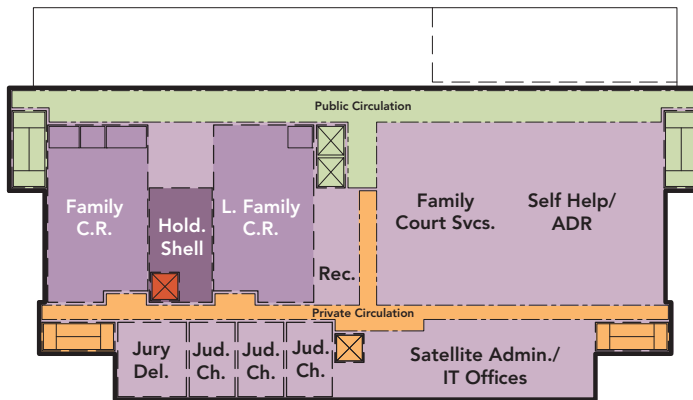 Public Circulation
Family
C.R.
Hold.
Shell
L. Family
C.R.
Rec.
Family
Court Svcs.
Self Help/
ADR
Private Circulation
Jury
Del.
Jud.
Ch.
Jud.
Ch.
Jud.
Ch.
Satellite Admin./
IT Offices